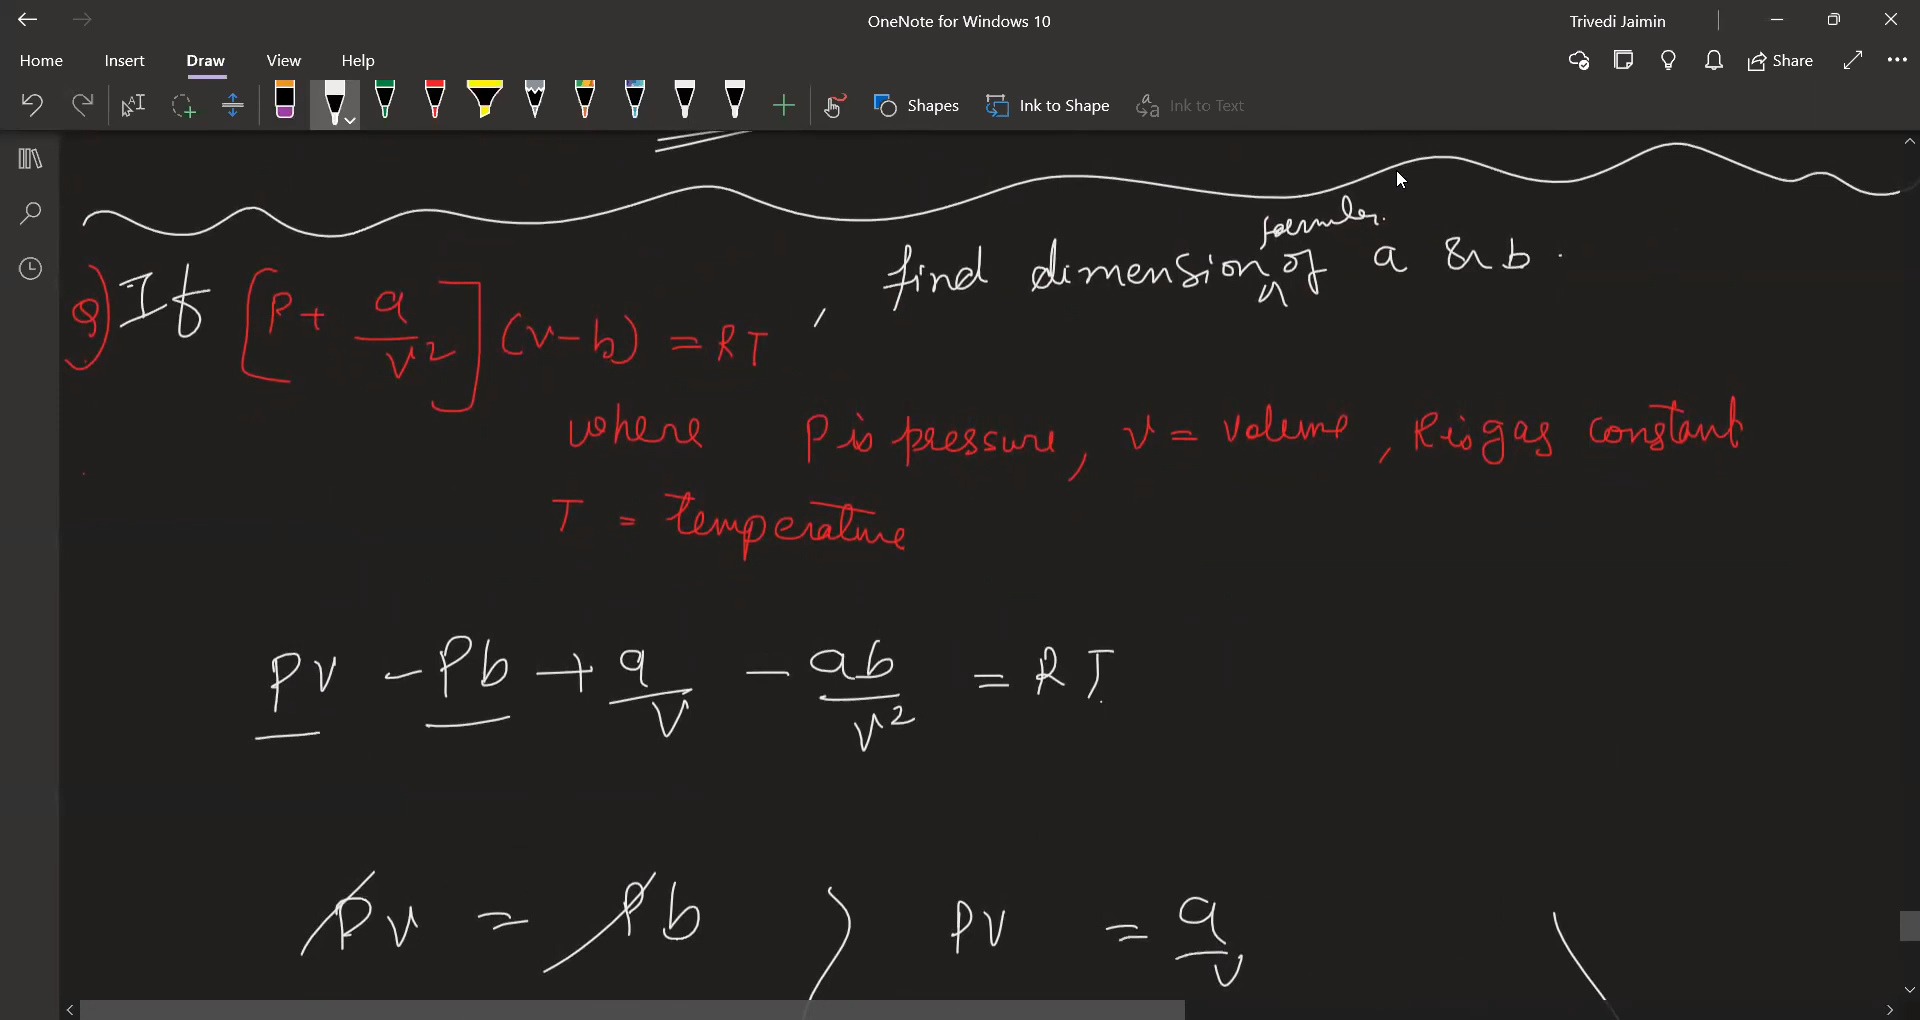 OneNote for Windows 10
Trivedi Jaimin
Home Insert Draw View Help
Share
Shapes Ink to Shape Ink to Text
Q) If [P + a/V²] (V-b) = RT , find dimension formula of a & b.
where P is pressure, V = volume, R is gas constant
T = temperature
PV - Pb + a/V - ab/V² = RT
PV = Pb ) PV = a/V